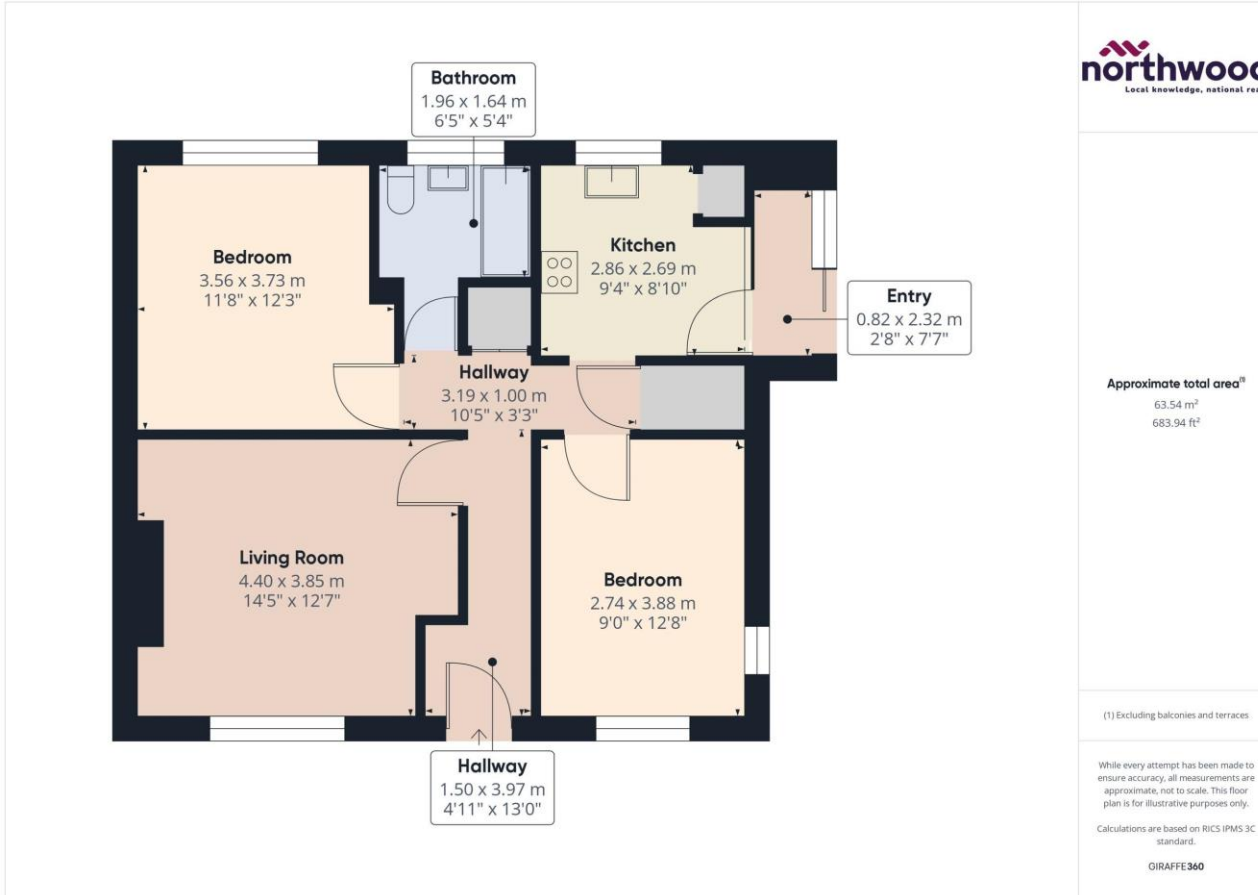 Bathroom
1.96 x 1.64 m
6'5" x 5'4"
Bedroom
3.56 x 3.73 m
11'8" x 12'3"
Kitchen
2.86 x 2.69 m
9'4" x 8'10"
Entry
0.82 x 2.32 m
2'8" x 7'7"
Hallway
3.19 x 1.00 m
10'5" x 3'3"
Living Room
4.40 x 3.85 m
14'5" x 12'7"
Bedroom
2.74 x 3.88 m
9'0" x 12'8"
Hallway
1.50 x 3.97 m
4'11" x 13'0"
northwood
Local knowledge, national
Approximate total area⁽¹⁾
63.54 m²
683.94 ft²
(1) Excluding balconies and terraces
While every attempt has been made to
ensure accuracy, all measurements are
approximate, not to scale. This floor
plan is for illustrative purposes only.
Calculations are based on RICS IPMS 3C
standard.
GIRAFFE360